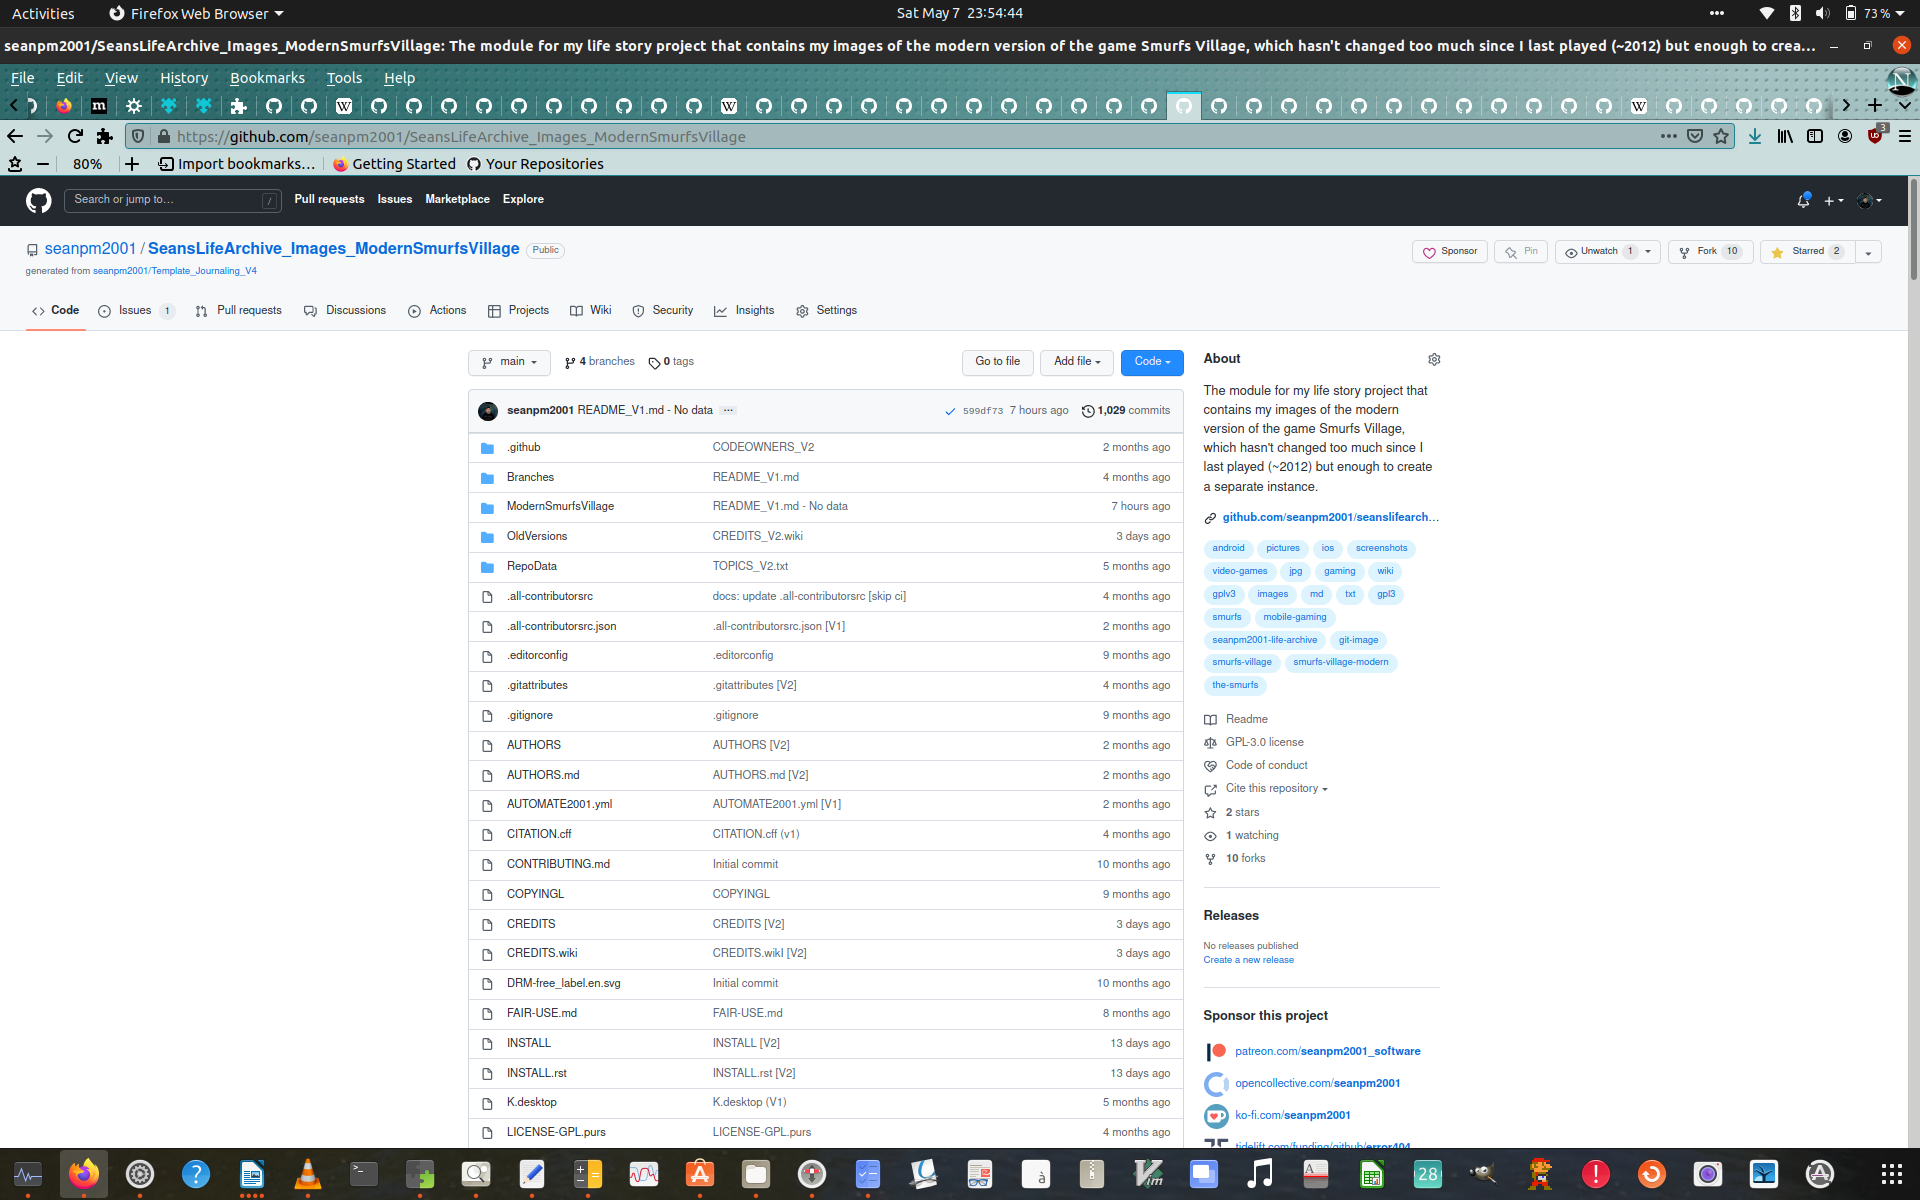 Activities
Firefox Web Browser
Sat May 7 23:54:44
73 %
seanpm2001/SeansLifeArchive_Images_ModernSmurfsVillage: The module for my life story project that contains my images of the modern version of the game Smurfs Village, which hasn't changed too much since I last played (~2012) but enough to crea…
File Edit View History Bookmarks Tools Help
https://github.com/seanpm2001/SeansLifeArchive_Images_ModernSmurfsVillage
3
80%
Import bookmarks…
Getting Started
Your Repositories
Search or jump to…
/
Pull requests Issues Marketplace Explore
seanpm2001 / SeansLifeArchive_Images_ModernSmurfsVillage Public
generated from seanpm2001/Template_Journaling_V4
Sponsor
Pin
Unwatch 1
Fork 10
Starred 2
Code
Issues 1
Pull requests
Discussions
Actions
Projects
Wiki
Security
Insights
Settings
main
4 branches
0 tags
Go to file
Add file
Code
seanpm2001 README_V1.md - No data ... 599df73 7 hours ago 1,029 commits
.github CODEOWNERS_V2 2 months ago
Branches README_V1.md 4 months ago
ModernSmurfsVillage README_V1.md - No data 7 hours ago
OldVersions CREDITS_V2.wiki 3 days ago
RepoData TOPICS_V2.txt 5 months ago
.all-contributorsrc docs: update .all-contributorsrc [skip ci] 4 months ago
.all-contributorsrc.json .all-contributorsrc.json [V1] 2 months ago
.editorconfig .editorconfig 9 months ago
.gitattributes .gitattributes [V2] 4 months ago
.gitignore .gitignore 9 months ago
AUTHORS AUTHORS [V2] 2 months ago
AUTHORS.md AUTHORS.md [V2] 2 months ago
AUTOMATE2001.yml AUTOMATE2001.yml [V1] 2 months ago
CITATION.cff CITATION.cff (v1) 4 months ago
CONTRIBUTING.md Initial commit 10 months ago
COPYINGL COPYINGL 9 months ago
CREDITS CREDITS [V2] 3 days ago
CREDITS.wiki CREDITS.wikI [V2] 3 days ago
DRM-free_label.en.svg Initial commit 10 months ago
FAIR-USE.md FAIR-USE.md 8 months ago
INSTALL INSTALL [V2] 13 days ago
INSTALL.rst INSTALL.rst [V2] 13 days ago
K.desktop K.desktop (V1) 5 months ago
LICENSE-GPL.purs LICENSE-GPL.purs 4 months ago
About
The module for my life story project that
contains my images of the modern
version of the game Smurfs Village,
which hasn't changed too much since I
last played (~2012) but enough to create
a separate instance.
github.com/seanpm2001/seanslifearch…
android pictures ios screenshots
video-games jpg gaming wiki
gplv3 images md txt gpl3
smurfs mobile-gaming
seanpm2001-life-archive git-image
smurfs-village smurfs-village-modern
the-smurfs
Readme
GPL-3.0 license
Code of conduct
Cite this repository
2 stars
1 watching
10 forks
Releases
No releases published
Create a new release
Sponsor this project
patreon.com/seanpm2001_software
opencollective.com/seanpm2001
ko-fi.com/seanpm2001
tidelift.com/funding/github/error404
28